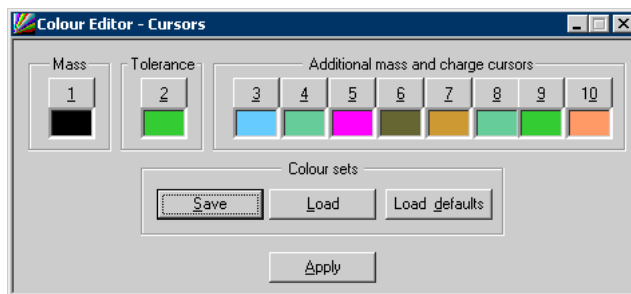 Colour Editor - Cursors
Mass
Tolerance
Additional mass and charge cursors
1
2
3 4 5 6 7 8 9 10
Colour sets
Save
Load
Load defaults
Apply